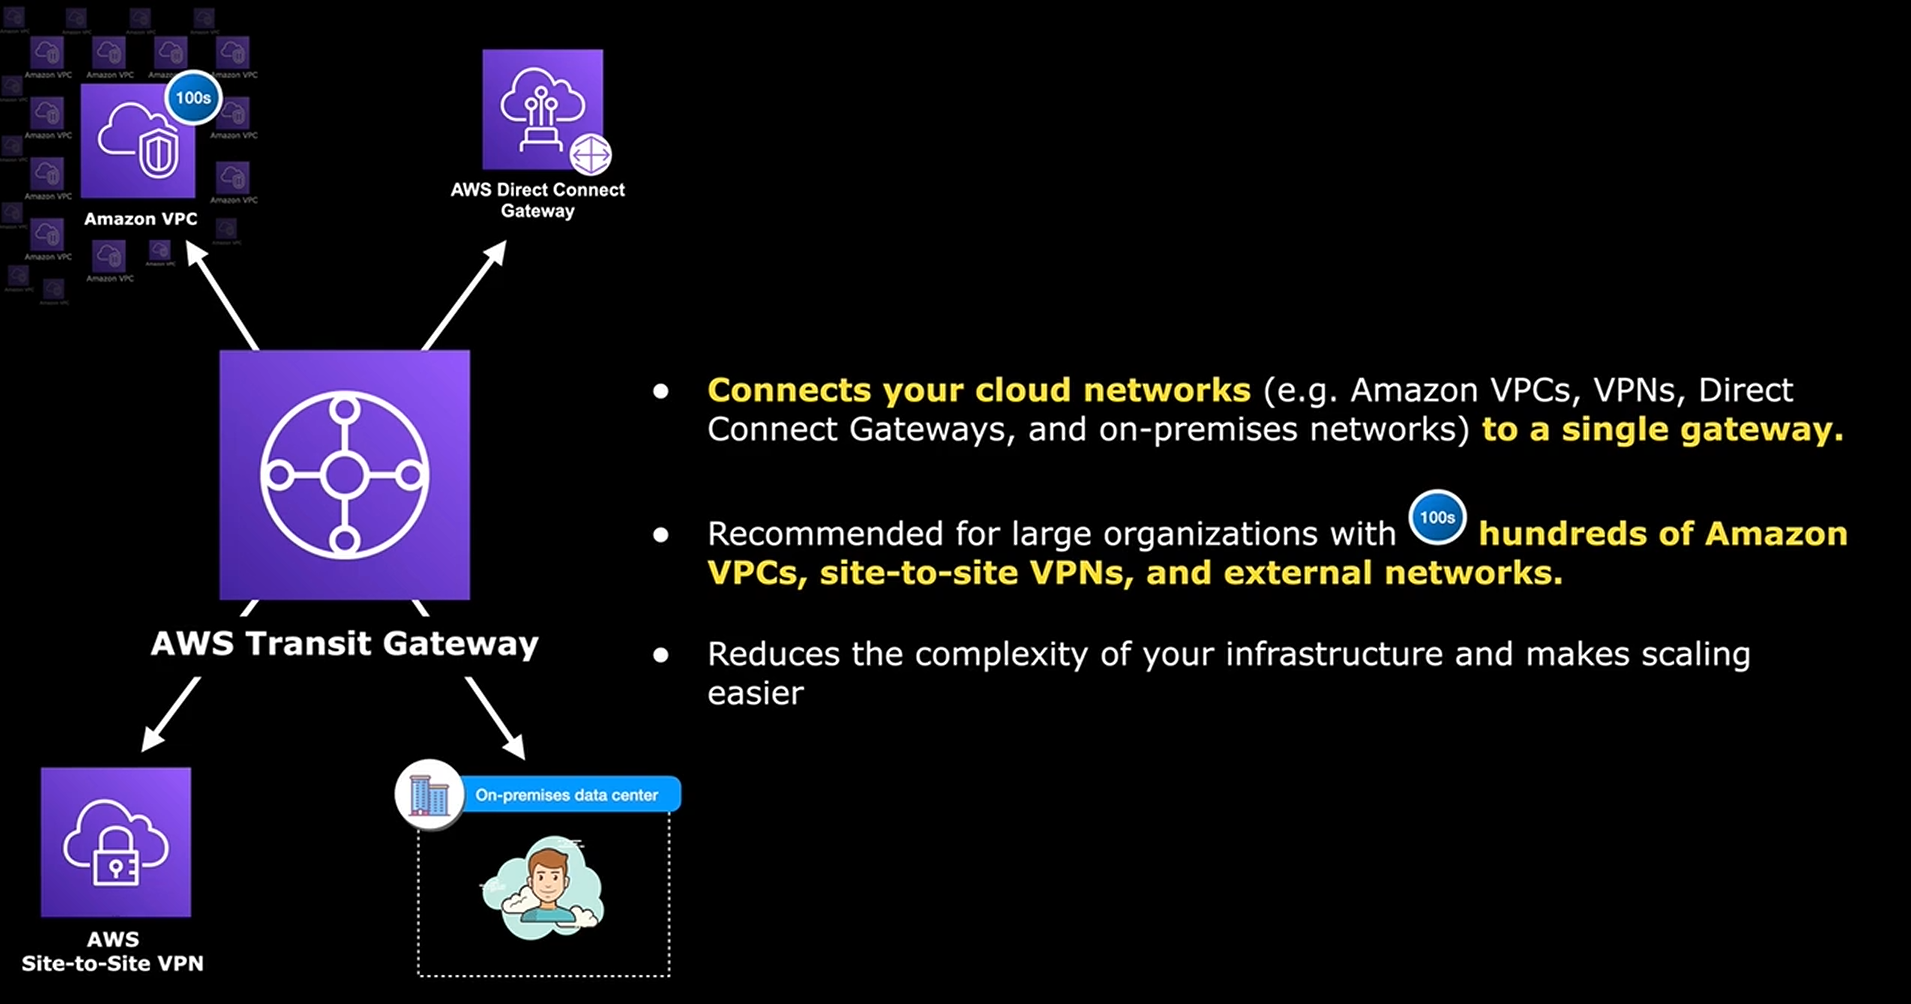 Amazon VPC
Amazon VPC
Amazon VPC
Amazon VPC
100s
Amazon VPC
Amazon VPC
Amazon VPC
Amazon VPC
Amazon VPC
Amazon VPC
Amazon VPC
Amazon VPC
AWS Direct Connect
Gateway
AWS Transit Gateway
AWS
Site-to-Site VPN
On-premises data center
● Connects your cloud networks (e.g. Amazon VPCs, VPNs, Direct
Connect Gateways, and on-premises networks) to a single gateway.
● Recommended for large organizations with 100s hundreds of Amazon
VPCs, site-to-site VPNs, and external networks.
● Reduces the complexity of your infrastructure and makes scaling
easier